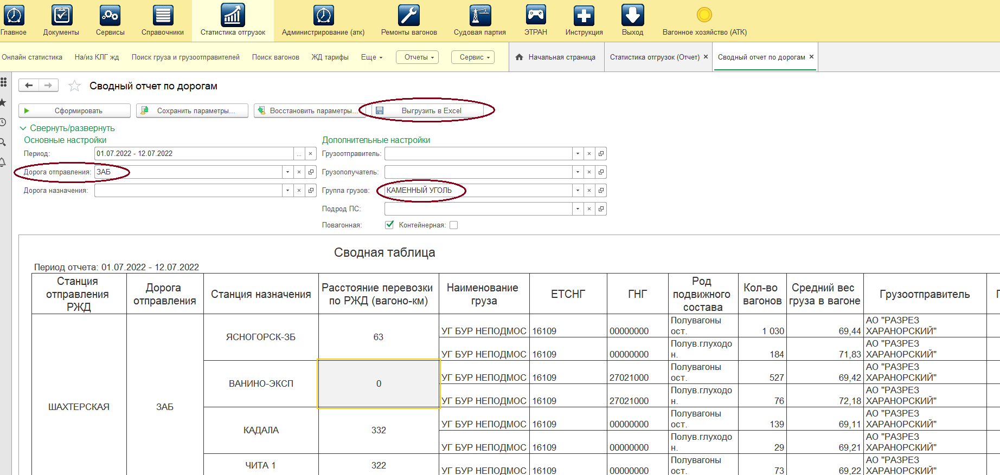 Главное Документы Сервисы Справочники Статистика отгрузок Администрирование (атк) Ремонты вагонов Судовая партия ЭТРАН Инструкция Выход Вагонное хозяйство (АТК)
Онлайн статистика На/из КЛГ жд Поиск груза и грузоотправителей Поиск вагонов ЖД тарифы Еще Отчеты Сервис Начальная страница Статистика отгрузок (Отчет) × Сводный отчет по дорогам ×
Сводный отчет по дорогам
Сформировать Сохранить параметры... Восстановить параметры... Выгрузить в Excel
Свернуть/развернуть
Основные настройки Дополнительные настройки
Период: 01.07.2022 - 12.07.2022 ... × Грузоотправитель: ×
Дорога отправления: ЗАБ × Грузополучатель: ×
Дорога назначения: × Группа грузов: КАМЕННЫЙ УГОЛЬ ×
Подрод ПС: ×
Повагонная: Контейнерная:
Сводная таблица
Период отчета: 01.07.2022 - 12.07.2022
Станция отправления РЖД Дорога отправления Станция назначения Расстояние перевозки по РЖД (вагоно-км) Наименование груза ЕТСНГ ГНГ Род подвижного состава Кол-во вагонов Средний вес груза в вагоне Грузоотправитель
ШАХТЕРСКАЯ ЗАБ
ЯСНОГОРСК-ЗБ 63 УГ БУР НЕПОДМОС 16109 00000000 Полувагоны ост. 1 030 69,44 АО "РАЗРЕЗ ХАРАНОРСКИЙ"
УГ БУР НЕПОДМОС 16109 00000000 Полув.глуходон. 184 71,83 АО "РАЗРЕЗ ХАРАНОРСКИЙ"
ВАНИНО-ЭКСП 0 УГ БУР НЕПОДМОС 16109 27021000 Полувагоны ост. 527 69,42 АО "РАЗРЕЗ ХАРАНОРСКИЙ"
УГ БУР НЕПОДМОС 16109 27021000 Полув.глуходон. 76 72,18 АО "РАЗРЕЗ ХАРАНОРСКИЙ"
КАДАЛА 332 УГ БУР НЕПОДМОС 16109 00000000 Полувагоны ост. 139 69,11 АО "РАЗРЕЗ ХАРАНОРСКИЙ"
УГ БУР НЕПОДМОС 16109 00000000 Полув.глуходон. 29 69,21 АО "РАЗРЕЗ ХАРАНОРСКИЙ"
ЧИТА 1 322 УГ БУР НЕПОДМОС 16109 00000000 Полувагоны ост. 73 69,22 АО "РАЗРЕЗ ХАРАНОРСКИЙ"